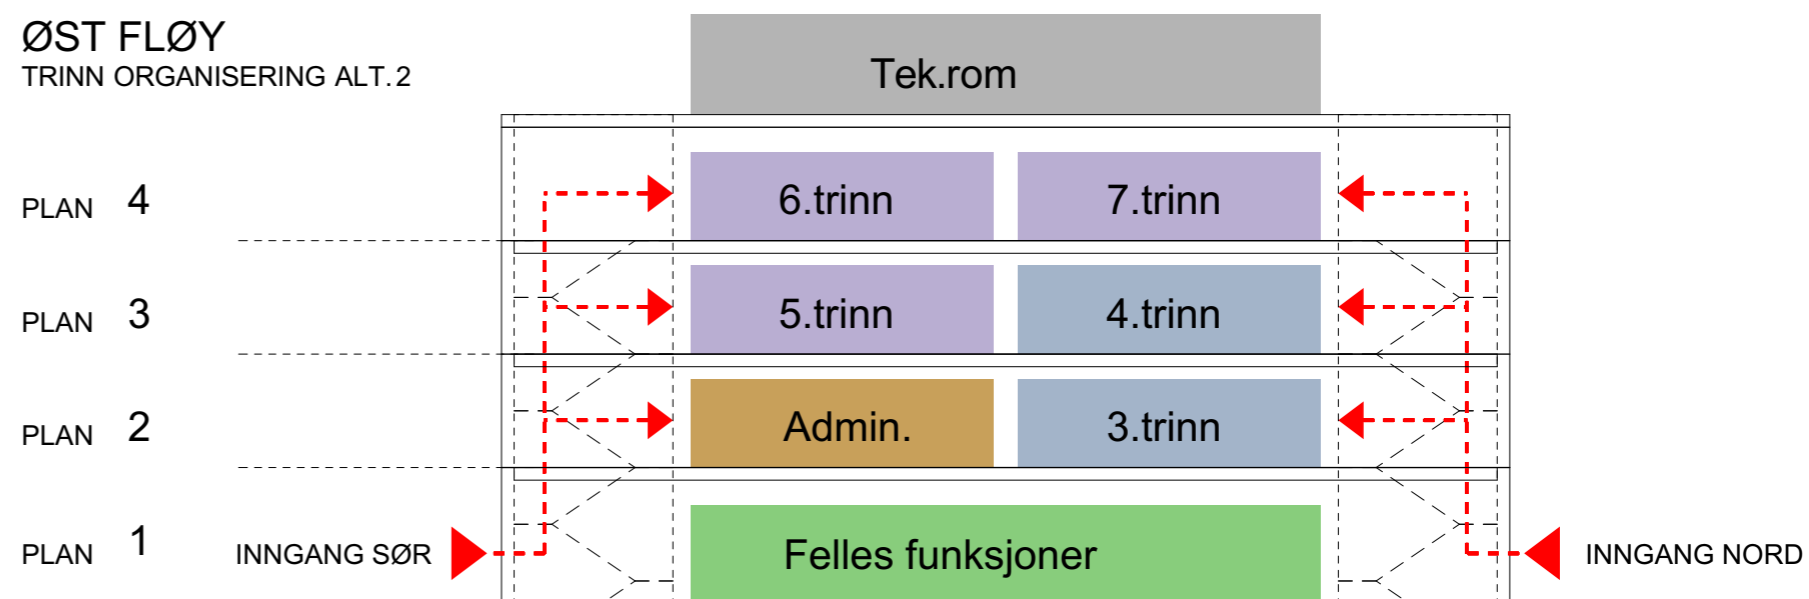 ØST FLØY
TRINN ORGANISERING ALT.2
Tek.rom
PLAN 4
6.trinn
7.trinn
PLAN 3
5.trinn
4.trinn
PLAN 2
Admin.
3.trinn
PLAN 1
INNGANG SØR
Felles funksjoner
INNGANG NORD